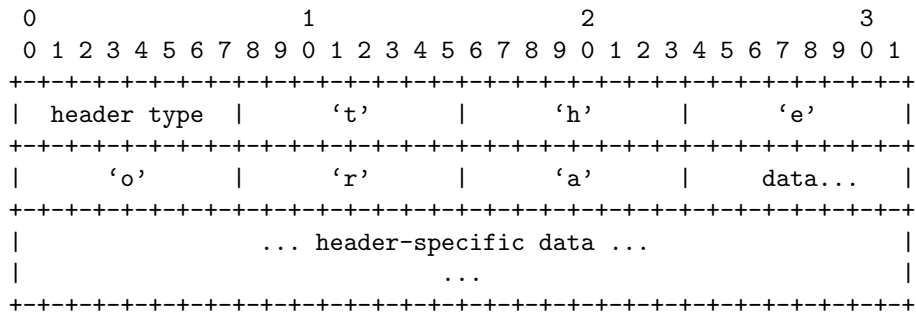 0                   1                   2                   3
 0 1 2 3 4 5 6 7 8 9 0 1 2 3 4 5 6 7 8 9 0 1 2 3 4 5 6 7 8 9 0 1
+-+-+-+-+-+-+-+-+-+-+-+-+-+-+-+-+-+-+-+-+-+-+-+-+-+-+-+-+-+-+-+-+
|  header type  |      ‘t’      |      ‘h’      |      ‘e’      |
+-+-+-+-+-+-+-+-+-+-+-+-+-+-+-+-+-+-+-+-+-+-+-+-+-+-+-+-+-+-+-+-+
|      ‘o’      |      ‘r’      |      ‘a’      |     data...   |
+-+-+-+-+-+-+-+-+-+-+-+-+-+-+-+-+-+-+-+-+-+-+-+-+-+-+-+-+-+-+-+-+
|                 ... header-specific data ...                  |
|                              ...                              |
+-+-+-+-+-+-+-+-+-+-+-+-+-+-+-+-+-+-+-+-+-+-+-+-+-+-+-+-+-+-+-+-+